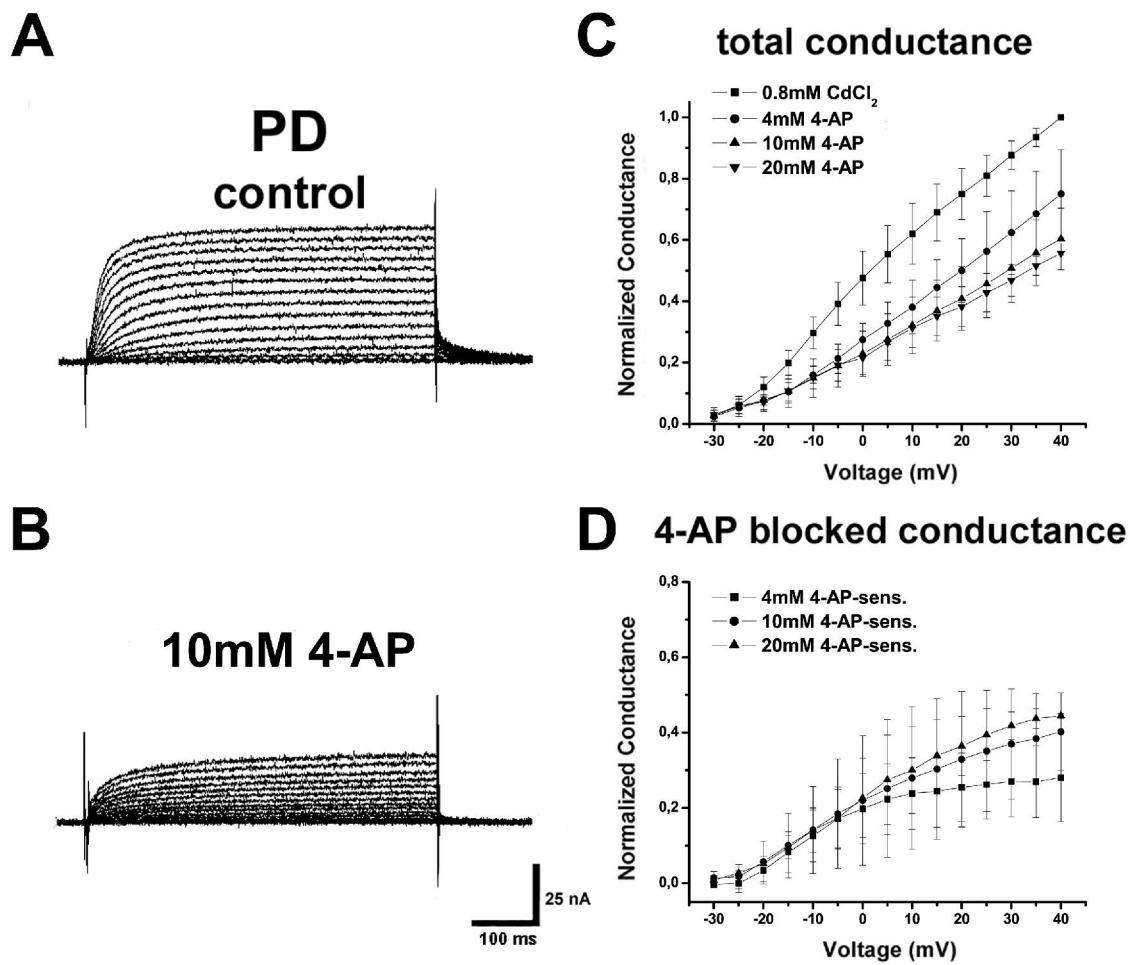 A
PD
control
B
10mM 4-AP
25 nA
100 ms
C
total conductance
0.8mM CdCl₂
4mM 4-AP
10mM 4-AP
20mM 4-AP
Normalized Conductance
1,0
0,8
0,6
0,4
0,2
0,0
-30 -20 -10 0 10 20 30 40
Voltage (mV)
D
4-AP blocked conductance
4mM 4-AP-sens.
10mM 4-AP-sens.
20mM 4-AP-sens.
Normalized Conductance
0,8
0,6
0,4
0,2
0,0
-30 -20 -10 0 10 20 30 40
Voltage (mV)